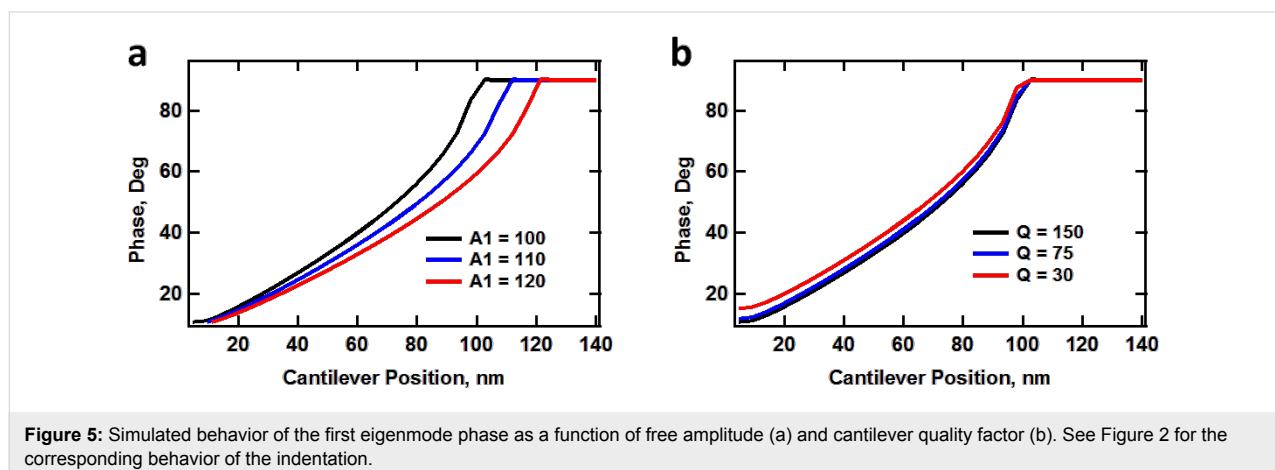 a
Phase, Deg
80
60
40
20
A1 = 100
A1 = 110
A1 = 120
20 40 60 80 100 120 140
Cantilever Position, nm
b
Phase, Deg
80
60
40
20
Q = 150
Q = 75
Q = 30
20 40 60 80 100 120 140
Cantilever Position, nm
Figure 5: Simulated behavior of the first eigenmode phase as a function of free amplitude (a) and cantilever quality factor (b). See Figure 2 for the
corresponding behavior of the indentation.